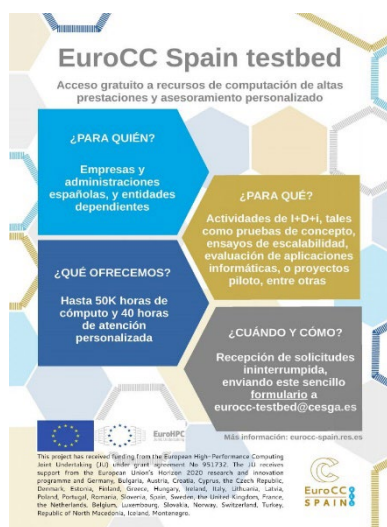 EuroCC Spain testbed
Acceso gratuito a recursos de computación de altas
prestaciones y asesoramiento personalizado
¿PARA QUIÉN?
Empresas y
administraciones
españolas, y entidades
dependientes
¿PARA QUÉ?
Actividades de I+D+i, tales
como pruebas de concepto,
ensayos de escalabilidad,
evaluación de aplicaciones
informáticas, o proyectos
piloto, entre otras
¿QUÉ OFRECEMOS?
Hasta 50K horas de
cómputo y 40 horas
de atención
personalizada
¿CUÁNDO Y CÓMO?
Recepción de solicitudes
ininterrumpida,
enviando este sencillo
formulario a
eurocc-testbed@cesga.es
Más información: eurocc-spain.res.es
EuroHPC
This project has received funding from the European High-Performance Computing
Joint Undertaking (JU) under grant agreement No 951732. The JU receives
support from the European Union's Horizon 2020 research and innovation
programme and Germany, Bulgaria, Austria, Croatia, Cyprus, the Czech Republic,
Denmark, Estonia, Finland, Greece, Hungary, Ireland, Italy, Lithuania, Latvia,
Poland, Portugal, Romania, Slovenia, Spain, Sweden, the United Kingdom, France,
the Netherlands, Belgium, Luxembourg, Slovakia, Norway, Switzerland, Turkey,
Republic of North Macedonia, Iceland, Montenegro.
EuroCC
SPAIN